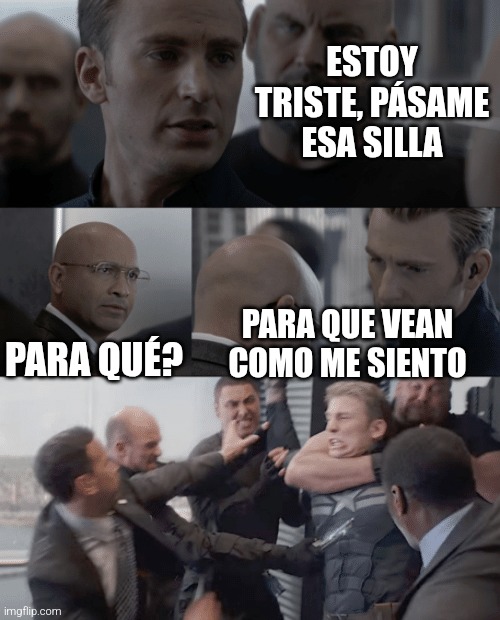 ESTOY
TRISTE, PÁSAME
ESA SILLA
PARA QUÉ?
PARA QUE VEAN
COMO ME SIENTO
imgflip.com